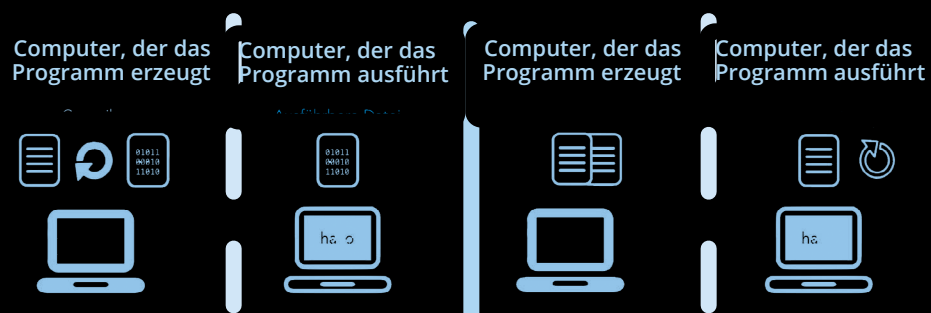 Computer, der das
Programm erzeugt
Computer, der das
Programm ausführt
Computer, der das
Programm erzeugt
Computer, der das
Programm ausführt
01011
00010
11010
01011
00010
11010
ha
o
ha